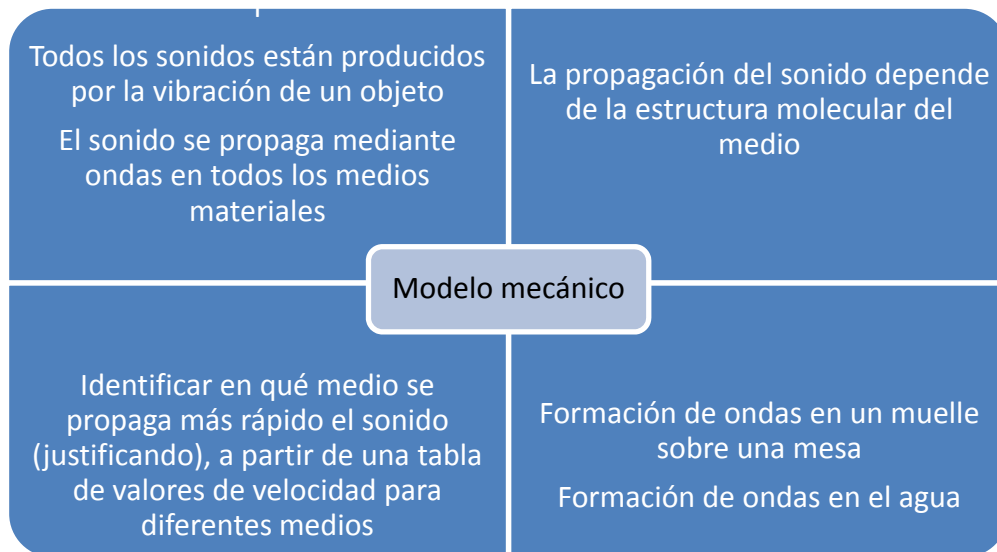 Todos los sonidos están producidos
por la vibración de un objeto
El sonido se propaga mediante
ondas en todos los medios
materiales
La propagación del sonido depende
de la estructura molecular del
medio
Modelo mecánico
Identificar en qué medio se
propaga más rápido el sonido
(justificando), a partir de una tabla
de valores de velocidad para
diferentes medios
Formación de ondas en un muelle
sobre una mesa
Formación de ondas en el agua